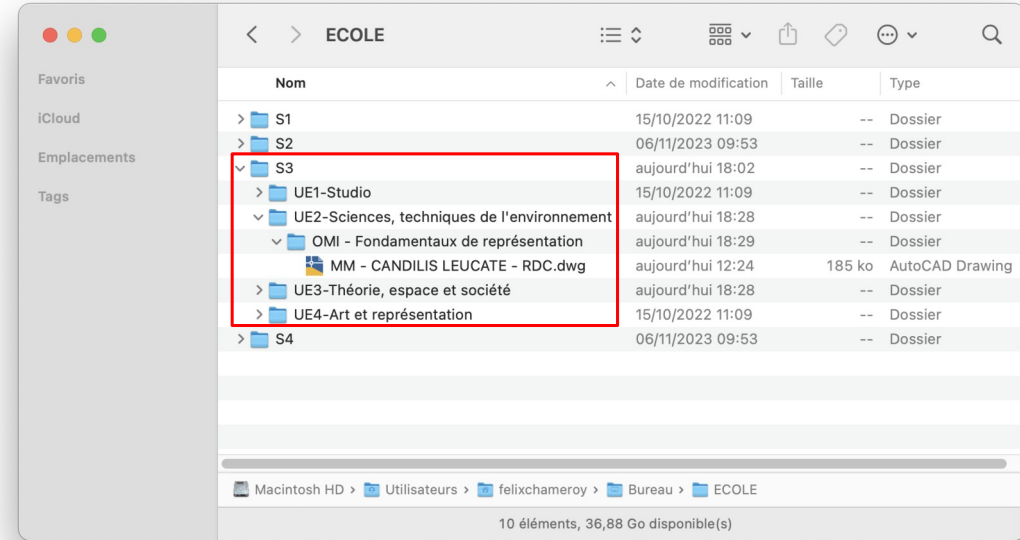 ECOLE
Favoris
iCloud
Emplacements
Tags
Nom Date de modification Taille Type
S1 15/10/2022 11:09 -- Dossier
S2 06/11/2023 09:53 -- Dossier
S3 aujourd'hui 18:02 -- Dossier
UE1-Studio 15/10/2022 11:09 -- Dossier
UE2-Sciences, techniques de l'environnement aujourd'hui 18:28 -- Dossier
OMI - Fondamentaux de représentation aujourd'hui 18:29 -- Dossier
MM - CANDILIS LEUCATE - RDC.dwg aujourd'hui 12:24 185 ko AutoCAD Drawing
UE3-Théorie, espace et société aujourd'hui 18:28 -- Dossier
UE4-Art et représentation 15/10/2022 11:09 -- Dossier
S4 06/11/2023 09:53 -- Dossier
Macintosh HD › Utilisateurs › felixchameroy › Bureau › ECOLE
10 éléments, 36,88 Go disponible(s)